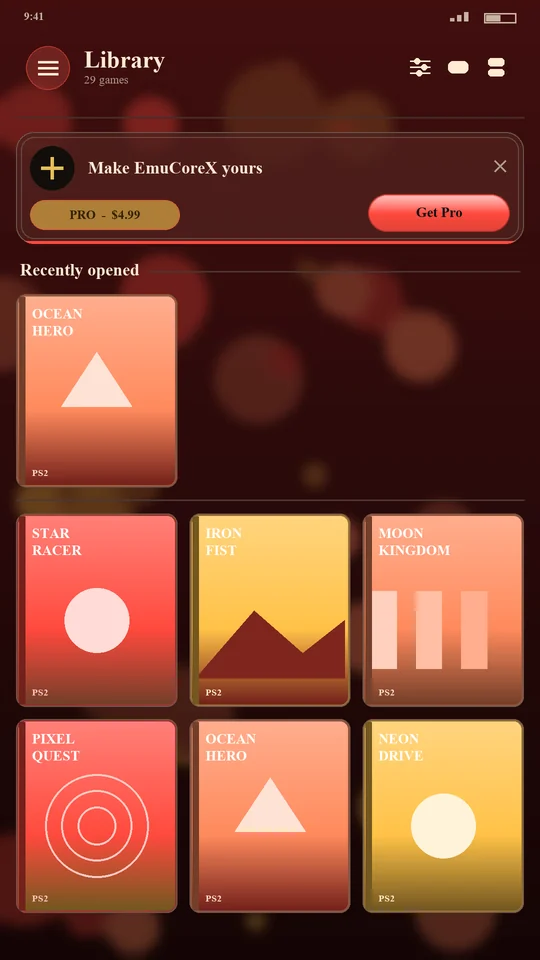 9:41
Library
29 games
Make EmuCoreX yours
PRO - $4.99
Get Pro
Recently opened
OCEAN
HERO
PS2
STAR
RACER
PS2
IRON
FIST
PS2
MOON
KINGDOM
PS2
PIXEL
QUEST
PS2
OCEAN
HERO
PS2
NEON
DRIVE
PS2